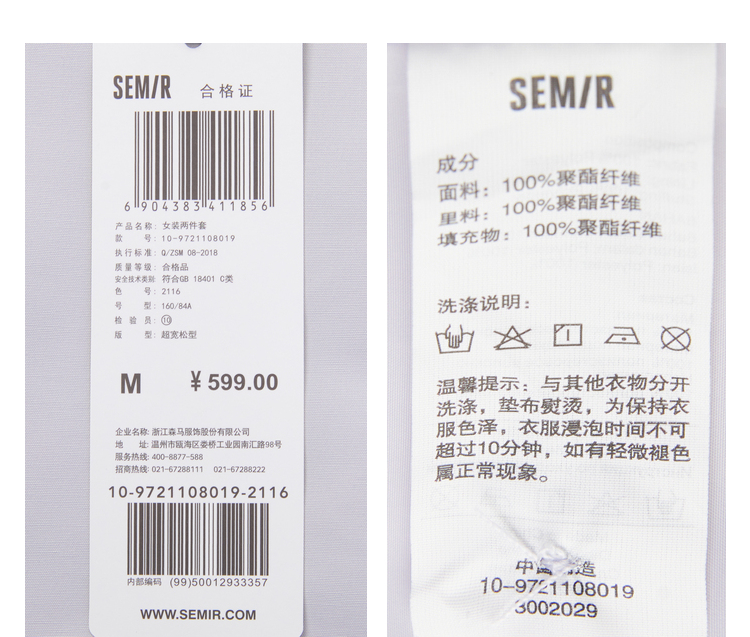 SEMIR 合格证
6 904383 411856
产品名称: 女装两件套
款 号: 10-9721108019
执行标准: Q/ZSM 08-2018
质量等级: 合格品
安全技术类别: 符合GB 18401 C类
色 号: 2116
号 型: 160/84A
检 验 员: ⑩
版 型: 超宽松型
M ¥ 599.00
企业名称: 浙江森马服饰股份有限公司
地 址: 温州市瓯海区娄桥工业园南汇路98号
服务热线: 400-8877-588
招商热线: 021-67288111 021-67288222
10-9721108019-2116
内部编码 (99)50012933357
WWW.SEMIR.COM
SEMIR
成分
面料: 100%聚酯纤维
里料: 100%聚酯纤维
填充物: 100%聚酯纤维
洗涤说明:
温馨提示: 与其他衣物分开
洗涤, 垫布熨烫, 为保持衣
服色泽, 衣服浸泡时间不可
超过10分钟, 如有轻微褪色
属正常现象。
中国 造
10-9721108019
3002029